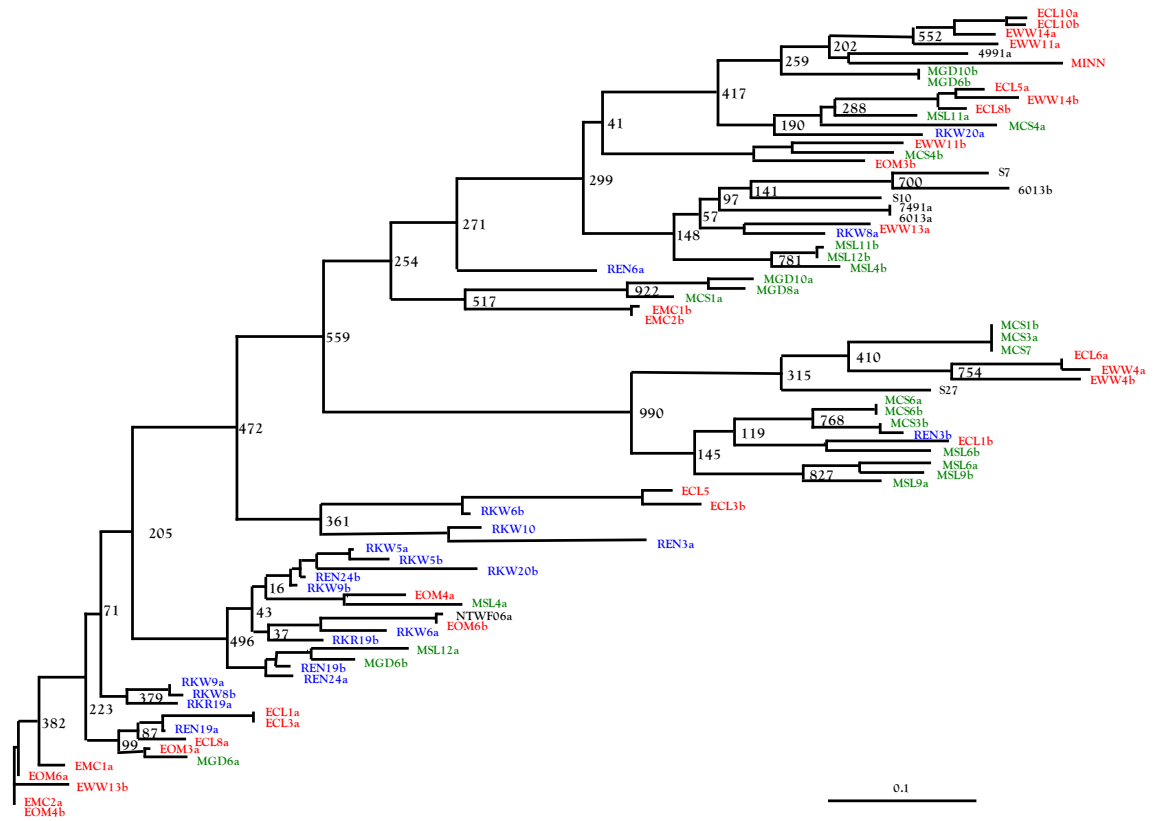 ECL10a
ECL10b
EWW14a
552
EWW11a
202
4991a
259
MINN
MGD10b
MGD6b
417
ECL5a
EWW14b
288
ECL8b
MSL11a
190
MCS4a
RKW20a
41
EWW11b
MCS4b
EOM3b
299
S7
700
6013b
141
97
S10
7491a
57
6013a
EWW13a
148
RKW8a
MSL11b
781
MSL12b
MSL4b
271
254
REN6a
MGD10a
922
MGD8a
517
MCS1a
EMC1b
EMC2b
559
MCS1b
MCS3a
MCS7
410
ECL6a
315
754
EWW4a
EWW4b
S27
990
MCS6a
MCS6b
768
MCS3b
119
REN3b
ECL1b
145
MSL6b
MSL6a
827
MSL9b
MSL9a
472
ECL5
ECL3b
361
RKW6b
RKW10
REN3a
205
RKW5a
RKW5b
RKW20b
REN24b
16
RKW9b
EOM4a
MSL4a
43
NTWF06a
EOM6b
37
RKW6a
496
RKR19b
MSL12a
MGD6b
REN19b
REN24a
71
RKW9a
379
RKW8b
RKR19a
223
ECL1a
ECL3a
87
REN19a
99
ECL8a
EOM3a
MGD6a
382
EMC1a
EOM6a
EWW13b
EMC2a
EOM4b
0.1